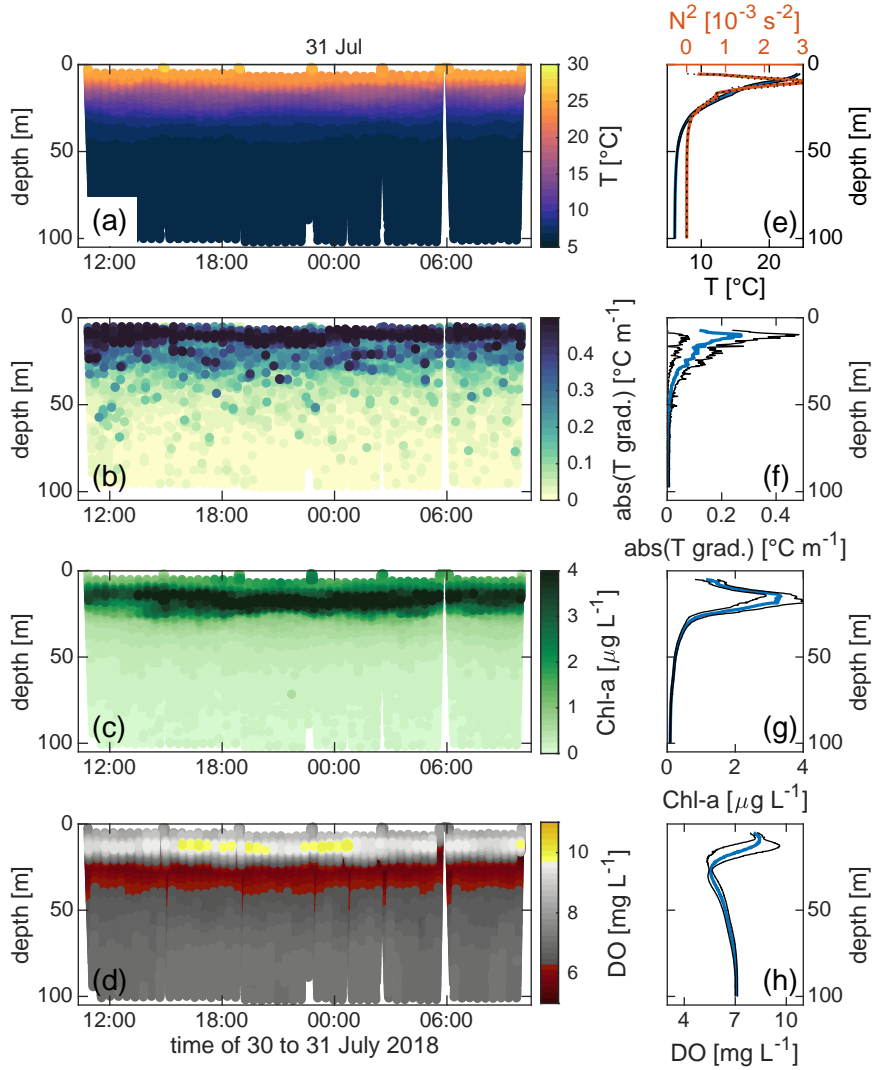 31 Jul
N² [10⁻³ s⁻²]
0 1 2 3
0
50
100
depth [m]
(a)
12:00 18:00 00:00 06:00
30
25
20
15
10
5
T [°C]
0
50
100
depth [m]
(e)
10 20
T [°C]
0
50
100
depth [m]
(b)
12:00 18:00 00:00 06:00
0.4
0.3
0.2
0.1
0
abs(T grad.) [°C m⁻¹]
0
50
100
depth [m]
(f)
0 0.2 0.4
abs(T grad.) [°C m⁻¹]
0
50
100
depth [m]
(c)
12:00 18:00 00:00 06:00
4
3
2
1
0
Chl-a [μg L⁻¹]
0
50
100
depth [m]
(g)
0 2 4
Chl-a [μg L⁻¹]
0
50
100
depth [m]
(d)
12:00 18:00 00:00 06:00
time of 30 to 31 July 2018
10
9
8
7
6
DO [mg L⁻¹]
0
50
100
depth [m]
(h)
4 7 10
DO [mg L⁻¹]